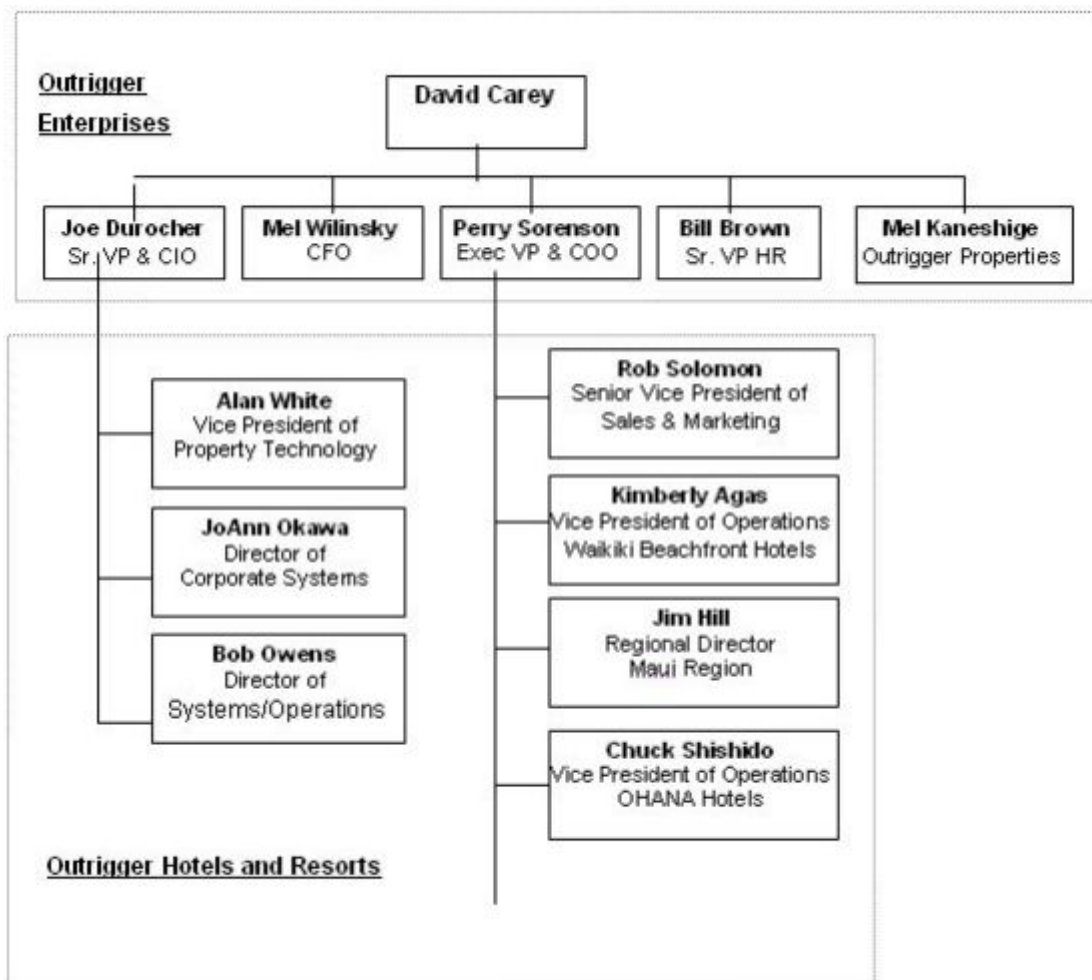 Outrigger
Enterprises
David Carey
Joe Durocher
Sr. VP & CIO
Mel Wilinsky
CFO
Perry Sorenson
Exec VP & COO
Bill Brown
Sr. VP HR
Mel Kaneshige
Outrigger Properties
Alan White
Vice President of
Property Technology
JoAnn Okawa
Director of
Corporate Systems
Bob Owens
Director of
Systems/Operations
Rob Solomon
Senior Vice President of
Sales & Marketing
Kimberly Agas
Vice President of Operations
Waikiki Beachfront Hotels
Jim Hill
Regional Director
Maui Region
Chuck Shishido
Vice President of Operations
OHANA Hotels
Outrigger Hotels and Resorts